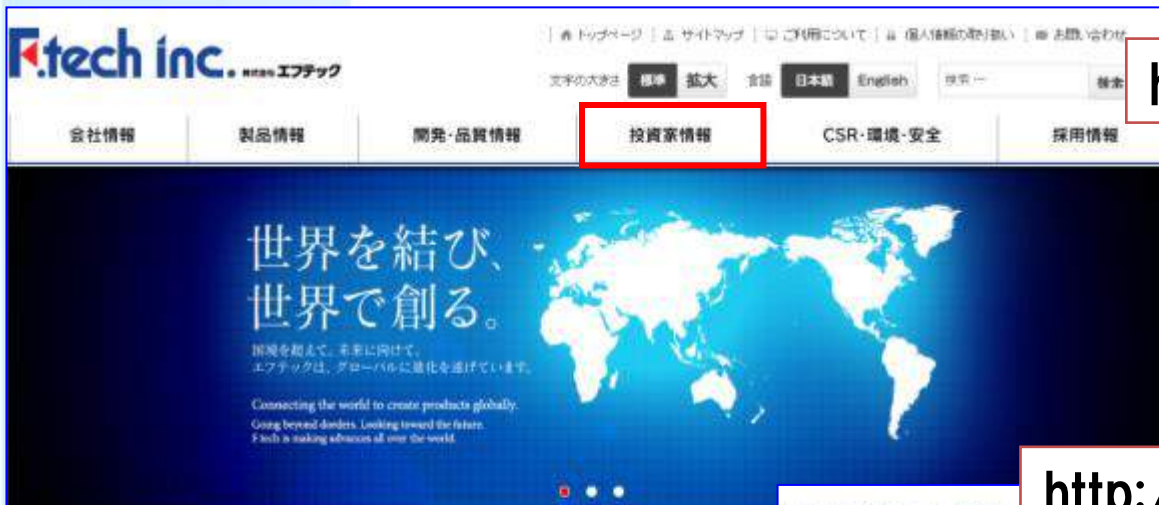 F.tech inc. 株式会社エフテック
トップページ | サイトマップ | ご利用について | 個人情報の取り扱い | お問い合わせ
文字の大きさ 標準 拡大 言語 日本語 English 検索 検索
h
会社情報 製品情報 開発・品質情報 投資家情報 CSR・環境・安全 採用情報
世界を結び、
世界で創る。
国境を超えて、未来に向けて。
エフテックは、グローバルに進化を遂げています。
Connecting the world to create products globally.
Going beyond dorders. Looking toward the future.
F tech is making advances all over the world.
http:/